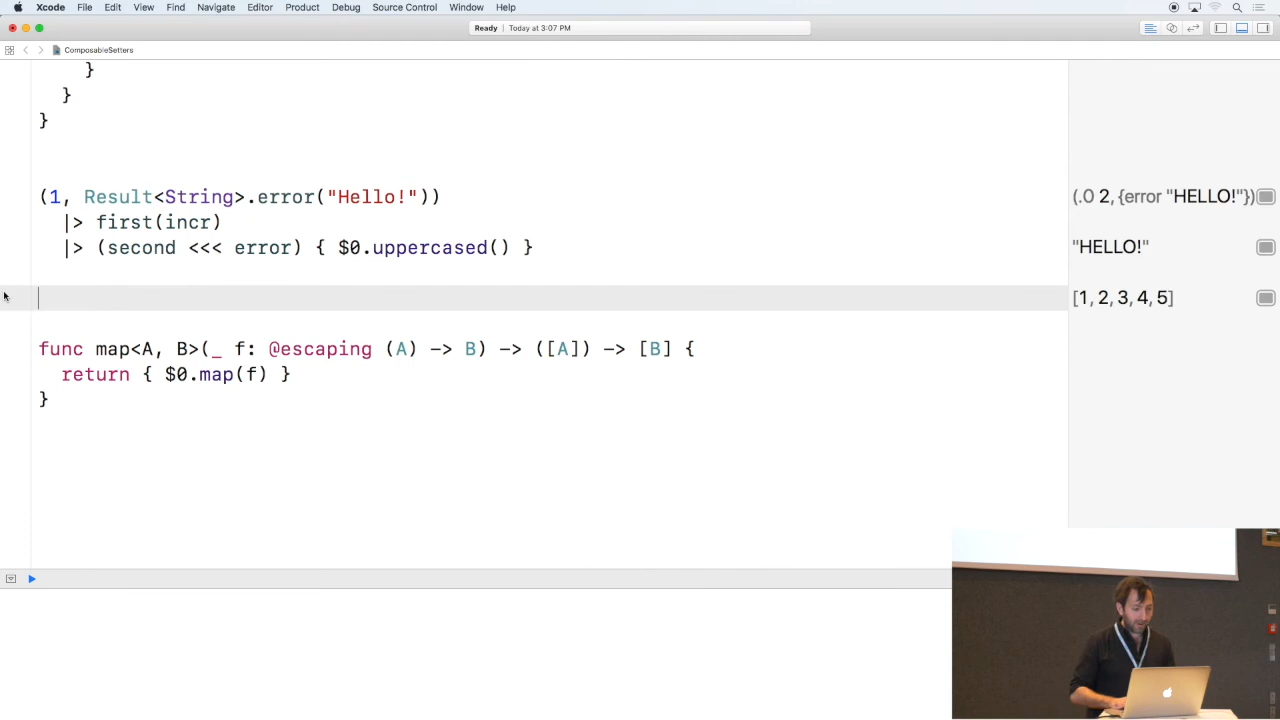 Xcode File Edit View Find Navigate Editor Product Debug Source Control Window Help
Ready | Today at 3:07 PM
ComposableSetters
}
}
}
(1, Result<String>.error("Hello!"))
(.0 2, {error "HELLO!"})
|> first(incr)
|> (second <<< error) { $0.uppercased() }
"HELLO!"
[1, 2, 3, 4, 5]
func map<A, B>(_ f: @escaping (A) -> B) -> ([A]) -> [B] {
return { $0.map(f) }
}